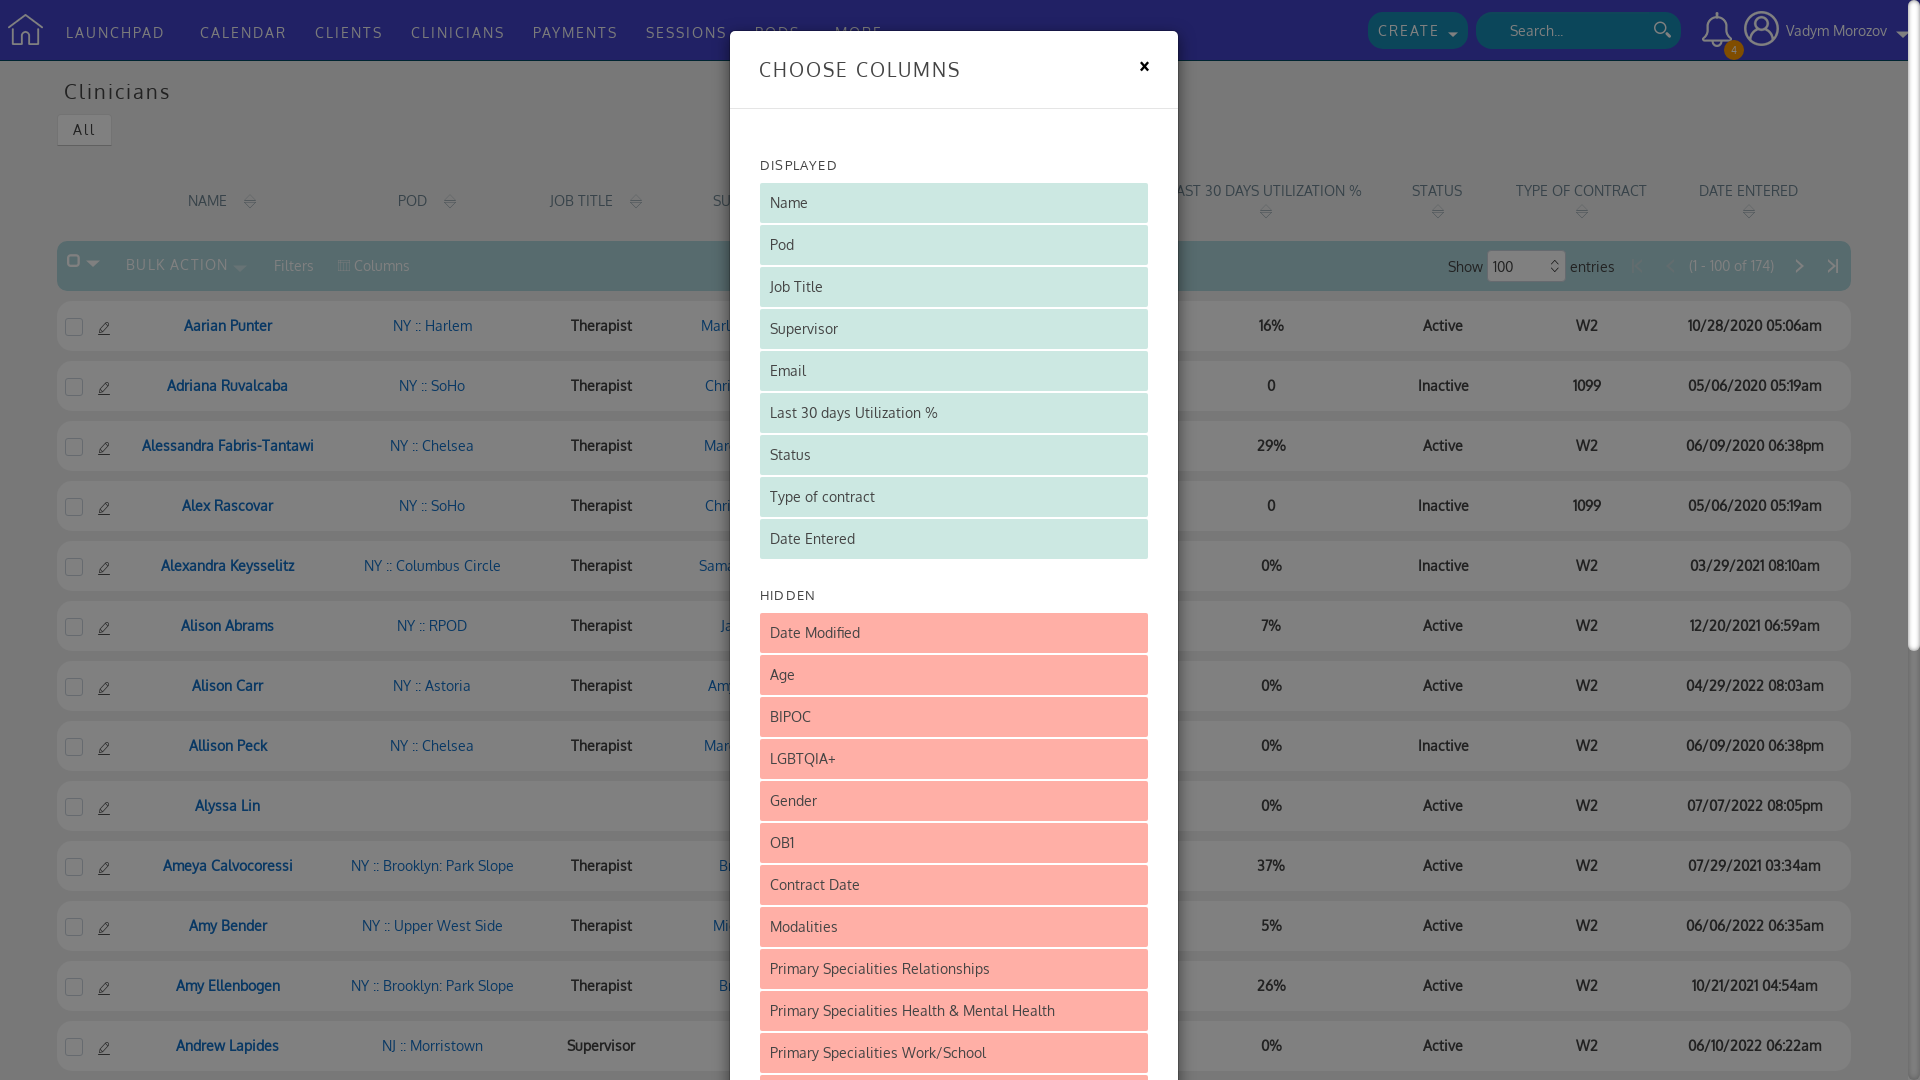 LAUNCHPAD CALENDAR CLIENTS CLINICIANS PAYMENTS SESSIONS PODS MORE CREATE Search... 4 Vadym Morozov
Clinicians
All
CHOOSE COLUMNS ×
NAME POD JOB TITLE SU AST 30 DAYS UTILIZATION % STATUS TYPE OF CONTRACT DATE ENTERED
BULK ACTION Filters Columns Show 100 entries (1 - 100 of 174)
DISPLAYED
Name
Pod
Job Title
Supervisor
Email
Last 30 days Utilization %
Status
Type of contract
Date Entered
HIDDEN
Date Modified
Age
BIPOC
LGBTQIA+
Gender
OB1
Contract Date
Modalities
Primary Specialities Relationships
Primary Specialities Health & Mental Health
Primary Specialities Work/School
Aarian Punter NY :: Harlem Therapist Marl 16% Active W2 10/28/2020 05:06am
Adriana Ruvalcaba NY :: SoHo Therapist Chri 0 Inactive 1099 05/06/2020 05:19am
Alessandra Fabris-Tantawi NY :: Chelsea Therapist Mar 29% Active W2 06/09/2020 06:38pm
Alex Rascovar NY :: SoHo Therapist Chri 0 Inactive 1099 05/06/2020 05:19am
Alexandra Keysselitz NY :: Columbus Circle Therapist Sama 0% Inactive W2 03/29/2021 08:10am
Alison Abrams NY :: RPOD Therapist Ja 7% Active W2 12/20/2021 06:59am
Alison Carr NY :: Astoria Therapist Amy 0% Active W2 04/29/2022 08:03am
Allison Peck NY :: Chelsea Therapist Mar 0% Inactive W2 06/09/2020 06:38pm
Alyssa Lin 0% Active W2 07/07/2022 08:05pm
Ameya Calvocoressi NY :: Brooklyn: Park Slope Therapist Br 37% Active W2 07/29/2021 03:34am
Amy Bender NY :: Upper West Side Therapist Mi 5% Active W2 06/06/2022 06:35am
Amy Ellenbogen NY :: Brooklyn: Park Slope Therapist Br 26% Active W2 10/21/2021 04:54am
Andrew Lapides NJ :: Morristown Supervisor 0% Active W2 06/10/2022 06:22am